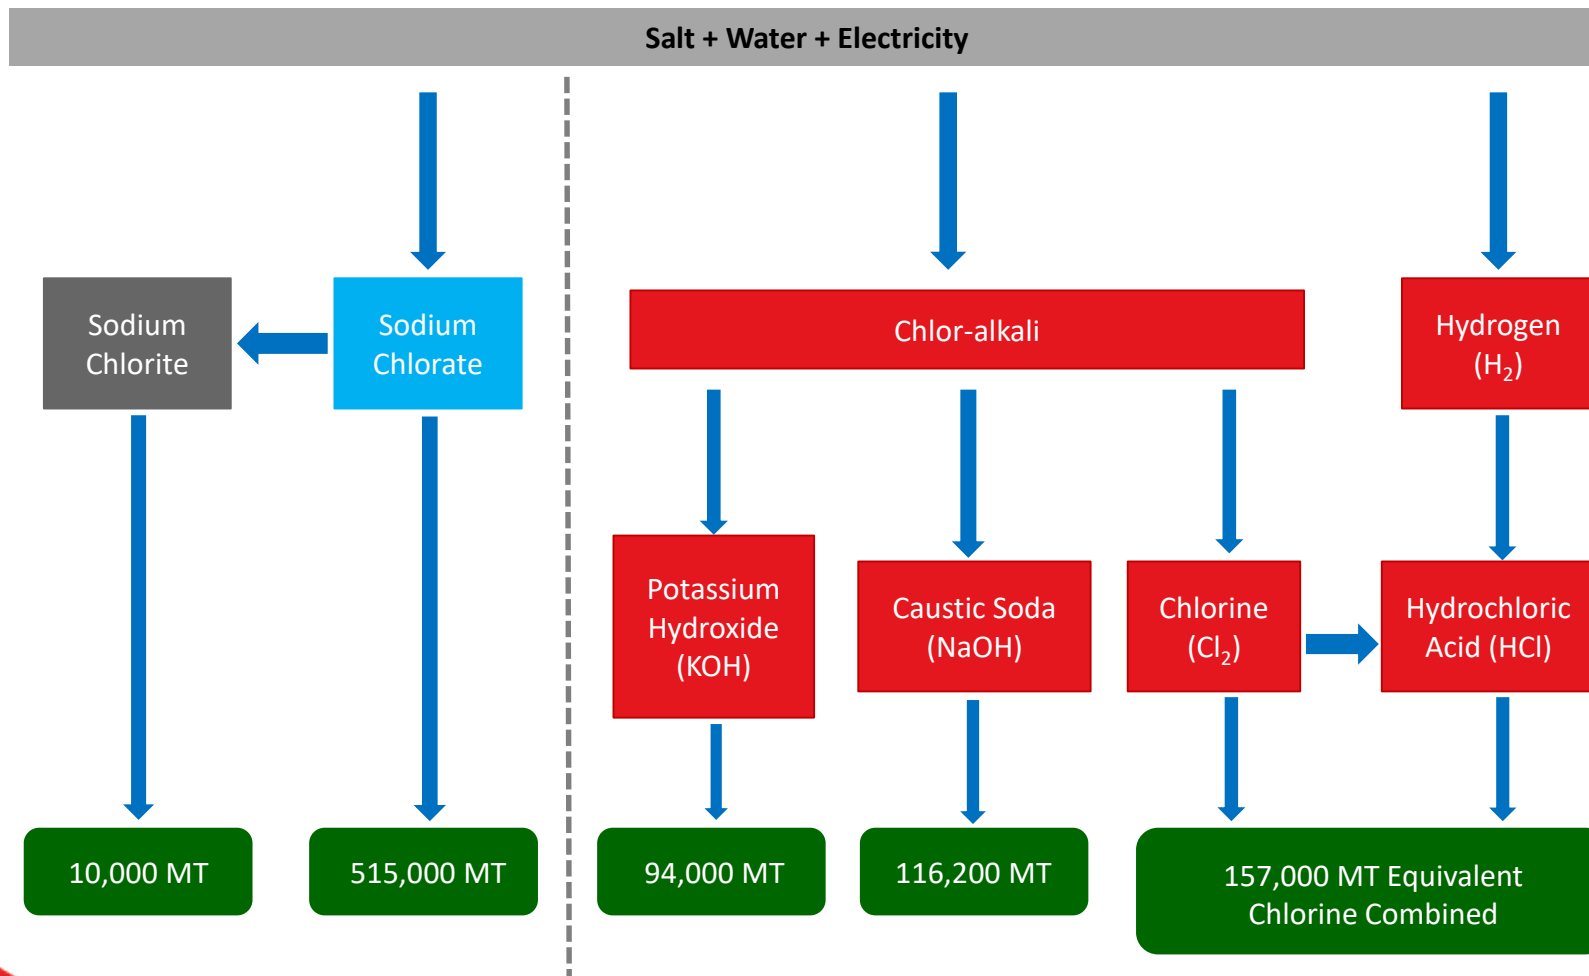 Salt + Water + Electricity
Sodium
Chlorite
Sodium
Chlorate
Chlor-alkali
Hydrogen
(H₂)
Potassium
Hydroxide
(KOH)
Caustic Soda
(NaOH)
Chlorine
(Cl₂)
Hydrochloric
Acid (HCl)
10,000 MT
515,000 MT
94,000 MT
116,200 MT
157,000 MT Equivalent
Chlorine Combined